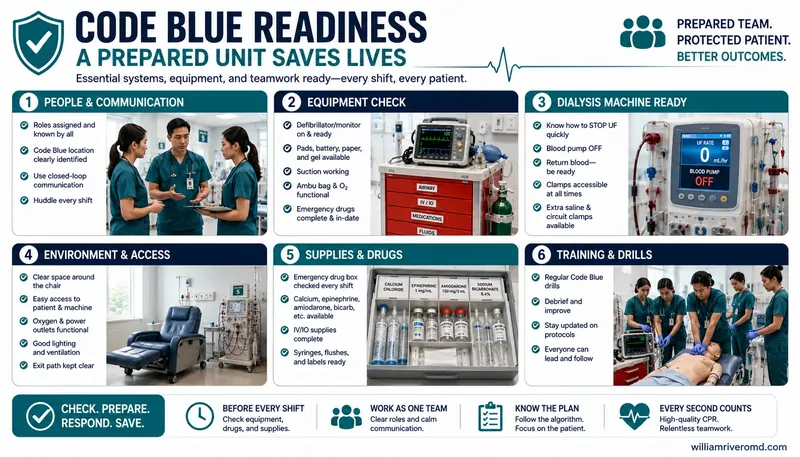 CODE BLUE READINESS
A PREPARED UNIT SAVES LIVES
Essential systems, equipment, and teamwork ready—every shift, every patient.
PREPARED TEAM.
PROTECTED PATIENT.
BETTER OUTCOMES.
1 PEOPLE & COMMUNICATION
Roles assigned and
known by all
Code Blue location
clearly identified
Use closed-loop
communication
Huddle every shift
2 EQUIPMENT CHECK
Defibrillator/monitor
on & ready
Pads, battery, paper,
and gel available
Suction working
Ambu bag & O₂
functional
Emergency drugs
complete & in-date
AIRWAY
IV / IO
MEDICATIONS
FLUIDS
3 DIALYSIS MACHINE READY
Know how to STOP UF
quickly
Blood pump OFF
Return blood—
be ready
Clamps accessible
at all times
Extra saline &
circuit clamps
available
UF RATE
0
mL/hr
BLOOD PUMP
OFF
4 ENVIRONMENT & ACCESS
Clear space around
the chair
Easy access to
patient & machine
Oxygen & power
outlets functional
Good lighting
and ventilation
Exit path kept clear
5 SUPPLIES & DRUGS
Emergency drug box
checked every shift
Calcium, epinephrine,
amiodarone, bicarb,
etc. available
IV/IO supplies
complete
Syringes, flushes,
and labels ready
CALCIUM
CHLORIDE
EPINEPHRINE
1 mg/mL
AMIODARONE
150 mg/3 mL
SODIUM
BICARBONATE
8.4%
6 TRAINING & DRILLS
Regular Code Blue
drills
Debrief and
improve
Stay updated on
protocols
Everyone can
lead and follow
CHECK. PREPARE.
RESPOND. SAVE.
BEFORE EVERY SHIFT
Check equipment,
drugs, and supplies.
WORK AS ONE TEAM
Clear roles and calm
communication.
KNOW THE PLAN
Follow the algorithm.
Focus on the patient.
EVERY SECOND COUNTS
High-quality CPR.
Relentless teamwork.
williamriveromd.com